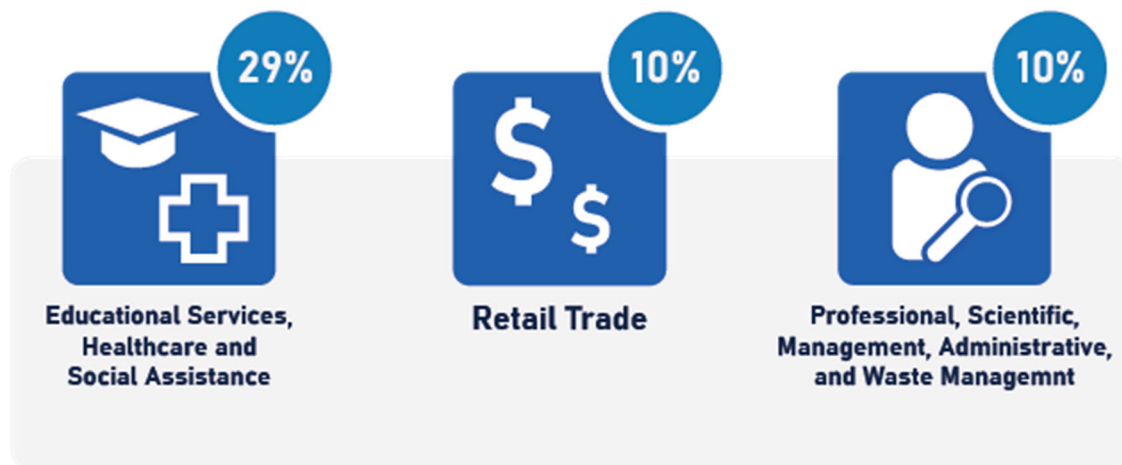 29%
Educational Services,
Healthcare and
Social Assistance
$
$
10%
Retail Trade
10%
Professional, Scientific,
Management, Administrative,
and Waste Managemnt